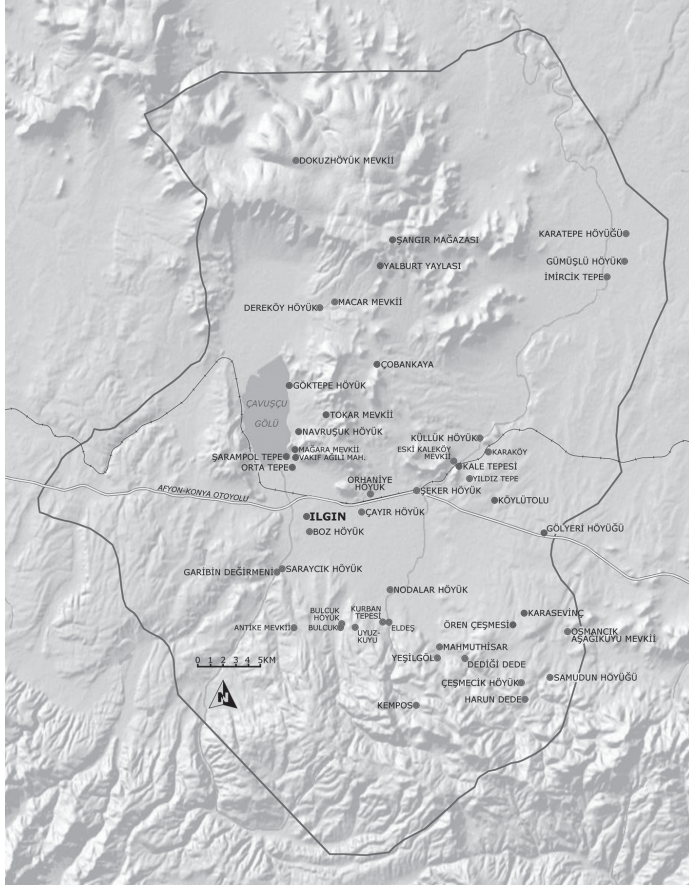 DOKUZHÖYÜK MEVKİİ
KARATEPE HÖYÜĞÜ
ŞANGIR MAĞAZASI
GÜMÜŞLÜ HÖYÜK
YALBURT YAYLASI
İMİRCİK TEPE
MACAR MEVKİİ
DEREKÖY HÖYÜK
ÇOBANKAYA
GÖKTEPE HÖYÜK
ÇAVUŞÇU
GÖLÜ
TOKAR MEVKİİ
NAVRUŞUK HÖYÜK
KÜLLÜK HÖYÜK
MAĞARA MEVKİİ
ESKİ KALEKÖY
MEVKİİ
KARAKÖY
ŞARAMPOL TEPE
VAKIF AĞILI MAH.
ORTA TEPE
KALE TEPESİ
YILDIZ TEPE
ORHANİYE
HÖYÜK
ŞEKER HÖYÜK
AFYON-KONYA OTOYOLU
KÖYLÜTOLU
ÇAYIR HÖYÜK
ILGIN
BOZ HÖYÜK
GÖLYERİ HÖYÜĞÜ
SARAYCIK HÖYÜK
GARİBİN DEĞİRMENİ
NODALAR HÖYÜK
BULCUK
HÖYÜK
KURBAN
TEPESİ
KARASEVİNÇ
ANTİKE MEVKİİ
BULCUK
UYUZ-
KUYU
ELDEŞ
ÖREN ÇEŞMESİ
OSMANCIK
AŞAĞIKUYU MEVKİİ
MAHMUTHİSAR
YEŞİLGÖL
DEDİĞİ DEDE
0 1 2 3 4 5KM
ÇEŞMECİK HÖYÜK
SAMUDUN HÖYÜĞÜ
N
KEMPOS
HARUN DEDE